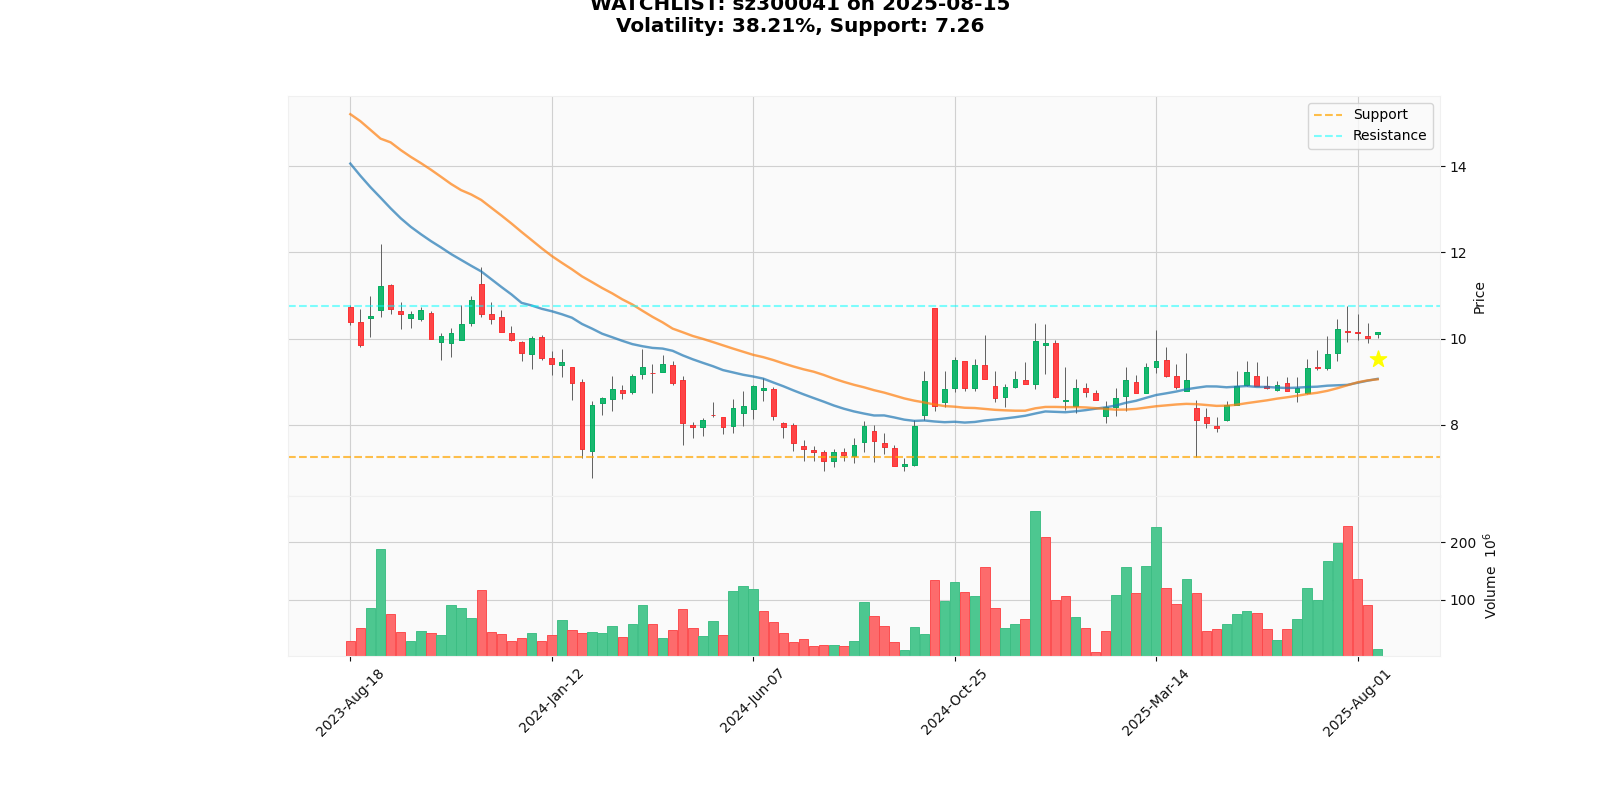 WATCHLIST: sz300041 on 2025-08-15
Volatility: 38.21%, Support: 7.26
Support
Resistance
14
12
10
8
Price
200
100
Volume 10^6
2023-Aug-18
2024-Jan-12
2024-Jun-07
2024-Oct-25
2025-Mar-14
2025-Aug-01